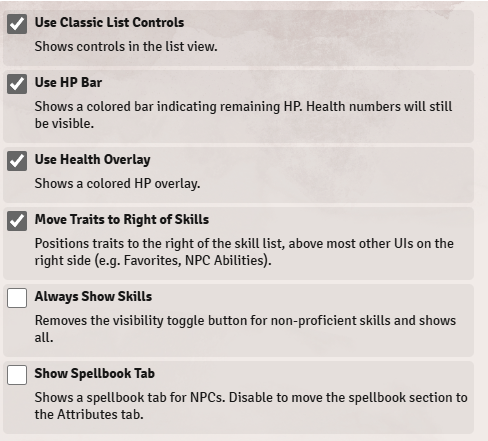 Use Classic List Controls
Shows controls in the list view.
Use HP Bar
Shows a colored bar indicating remaining HP. Health numbers will still
be visible.
Use Health Overlay
Shows a colored HP overlay.
Move Traits to Right of Skills
Positions traits to the right of the skill list, above most other UIs on the
right side (e.g. Favorites, NPC Abilities).
Always Show Skills
Removes the visibility toggle button for non-proficient skills and shows
all.
Show Spellbook Tab
Shows a spellbook tab for NPCs. Disable to move the spellbook section to
the Attributes tab.